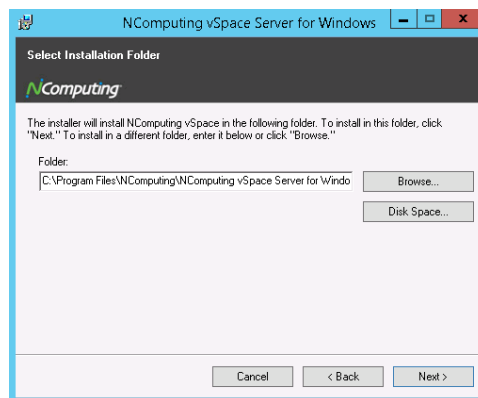 NComputing vSpace Server for Windows
Select Installation Folder
NComputing
The installer will install NComputing vSpace in the following folder. To install in this folder, click
"Next." To install in a different folder, enter it below or click "Browse."
Folder:
C:\Program Files\NComputing\NComputing vSpace Server for Windo
Browse...
Disk Space...
Cancel
< Back
Next >